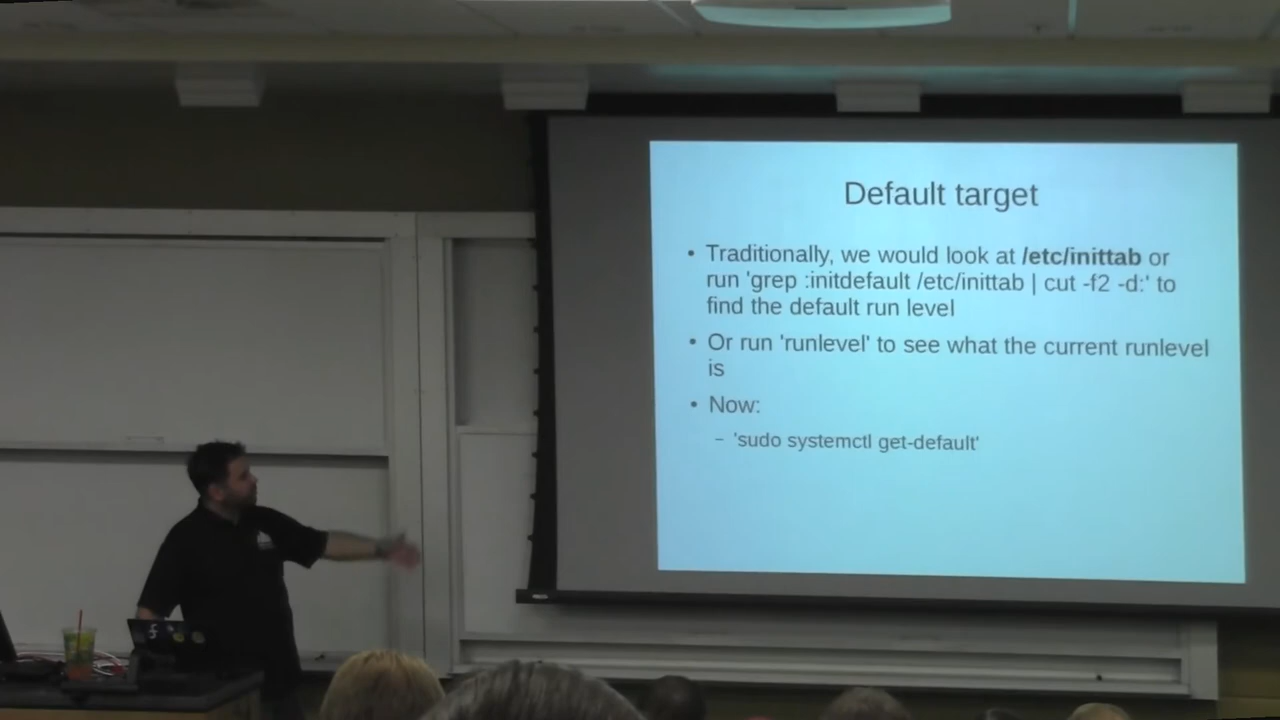 Default target
• Traditionally, we would look at /etc/inittab or
run 'grep :initdefault /etc/inittab | cut -f2 -d:' to
find the default run level
• Or run 'runlevel' to see what the current runlevel
is
• Now:
– 'sudo systemctl get-default'